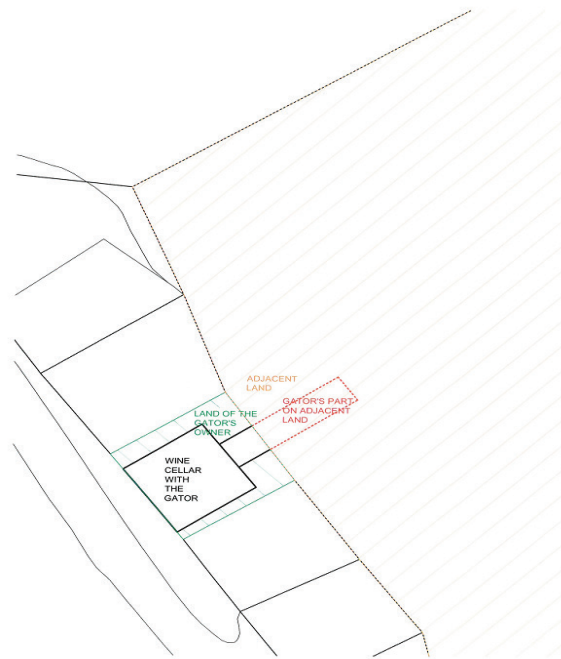 ADJACENT
LAND
GATOR'S PART
ON ADJACENT
LAND
LAND OF THE
GATOR'S
OWNER
WINE
CELLAR
WITH
THE
GATOR